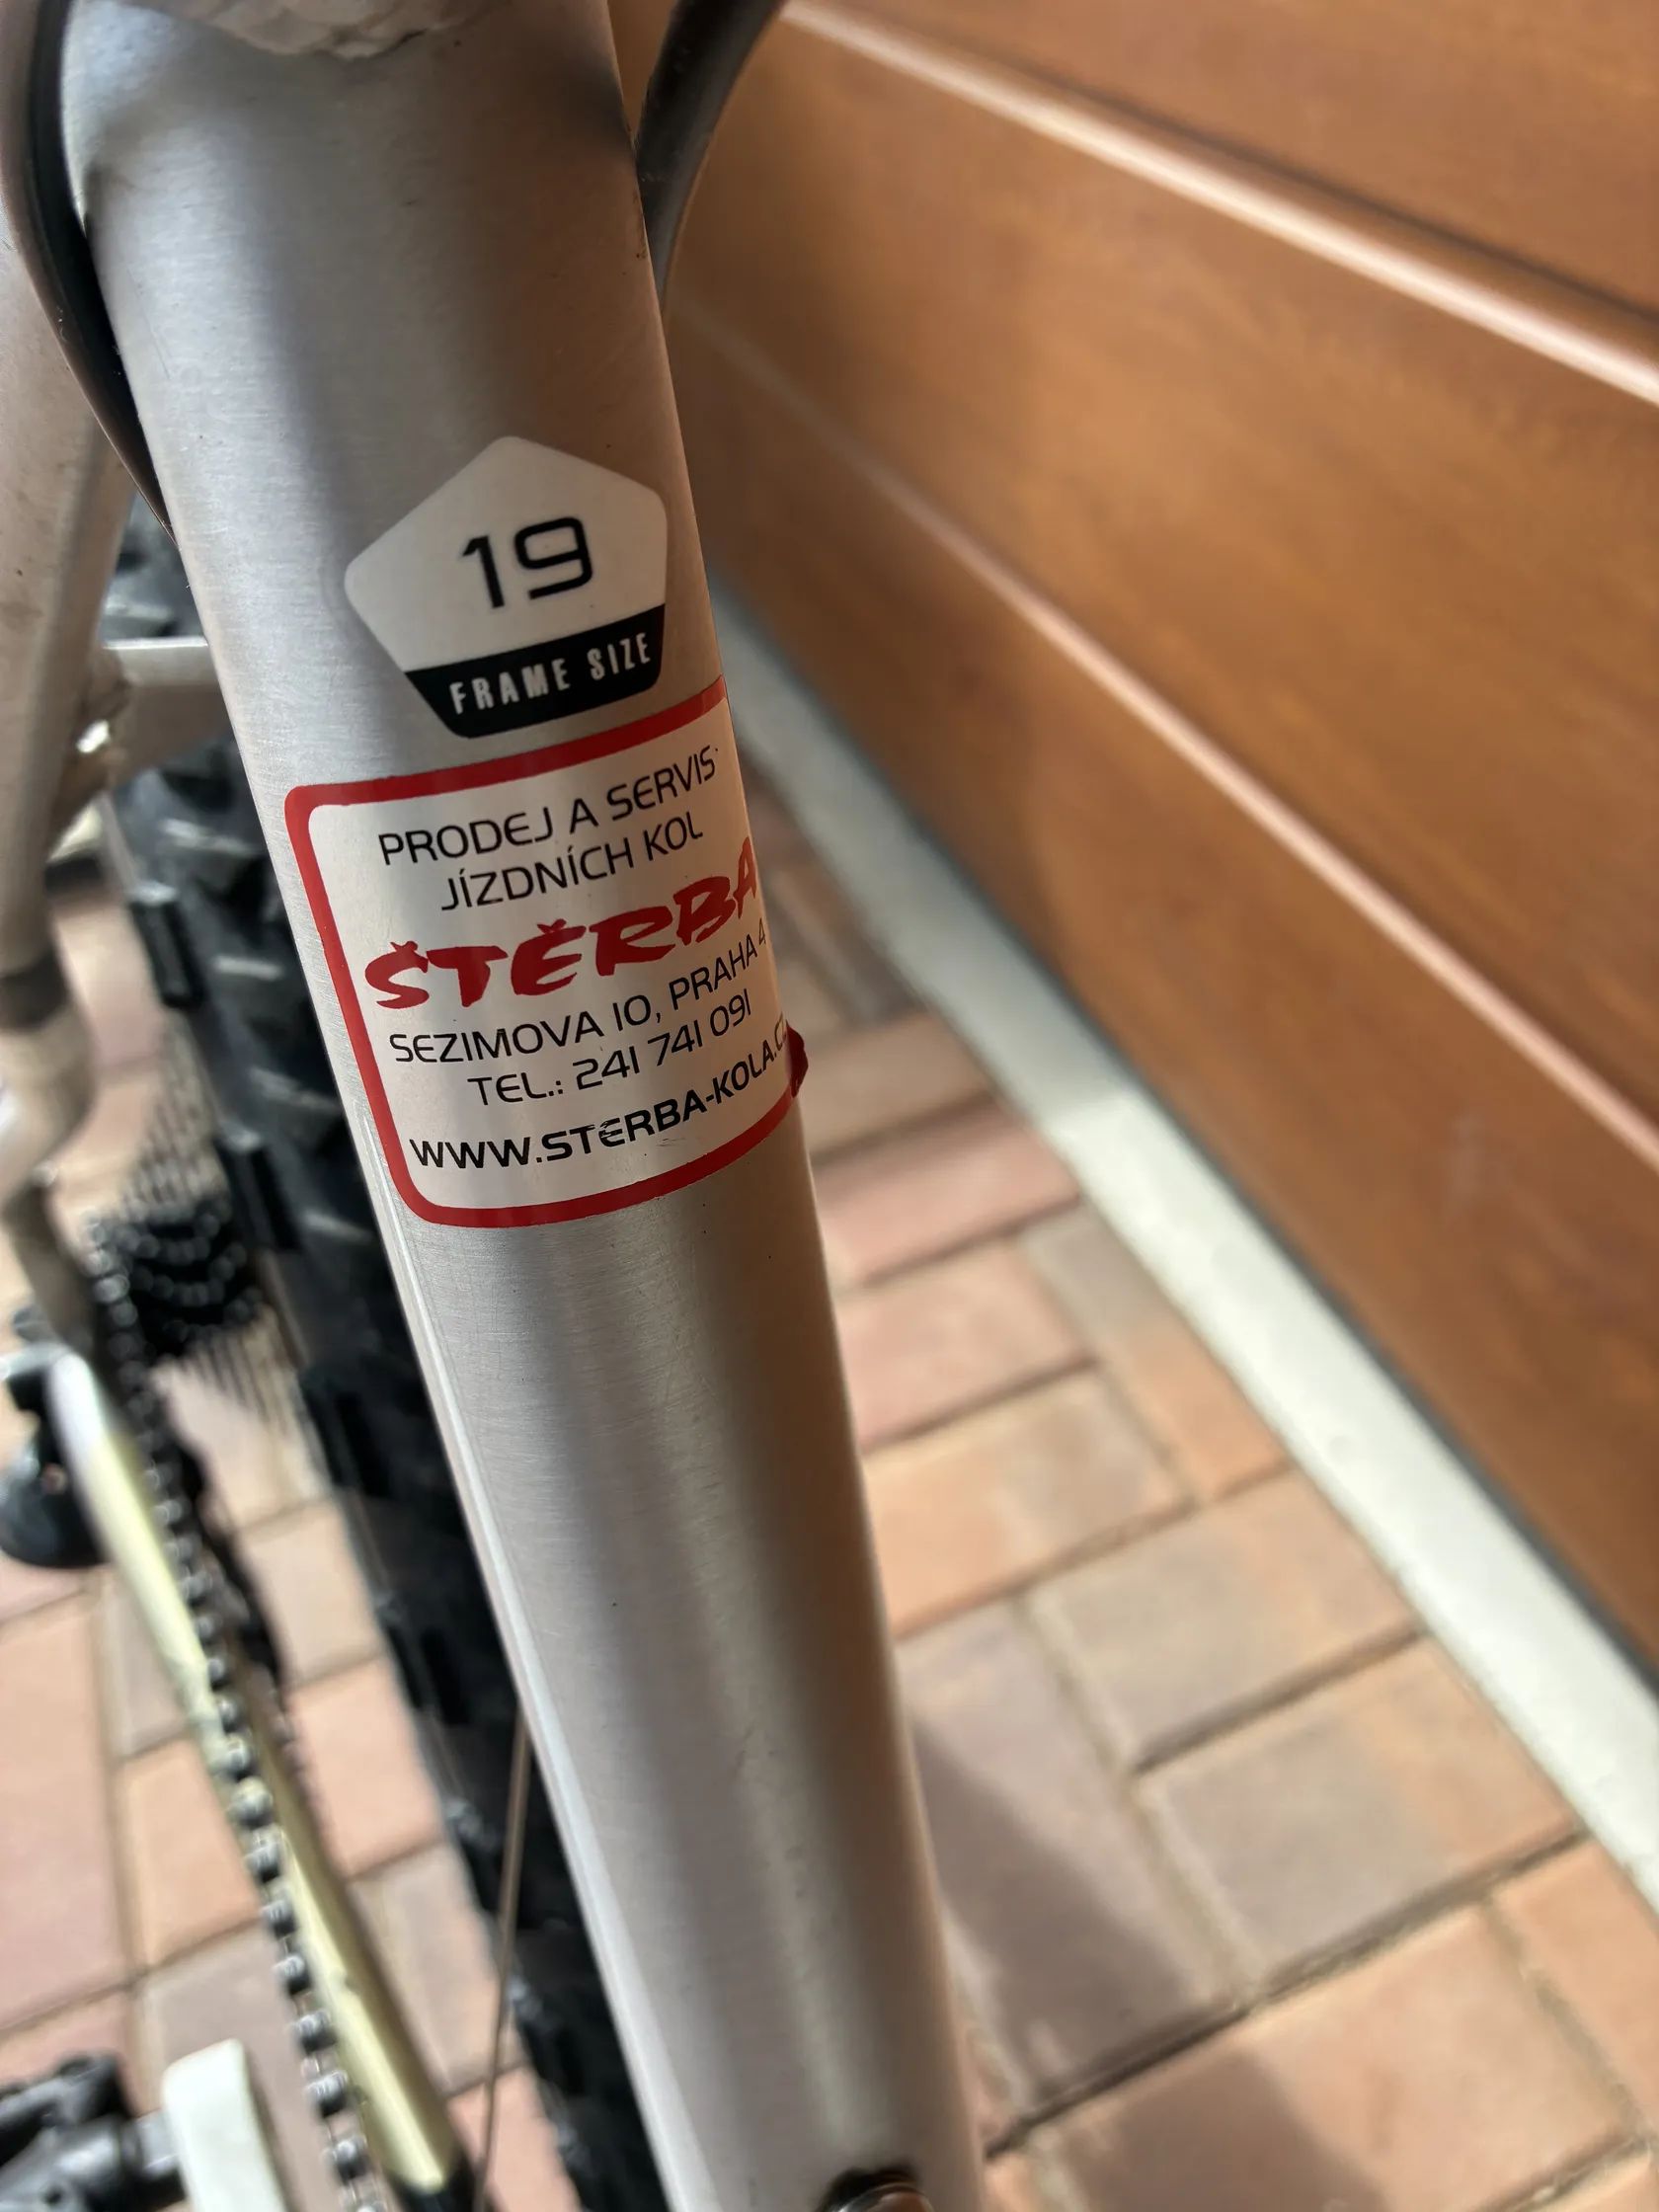 19
FRAME SIZE
PRODEJ A SERVIS
JÍZDNÍCH KOL
ŠTĚRBA
SEZIMOVA 10, PRAHA 4
TEL.: 241 741 091
WWW.STERBA-KOLA.C